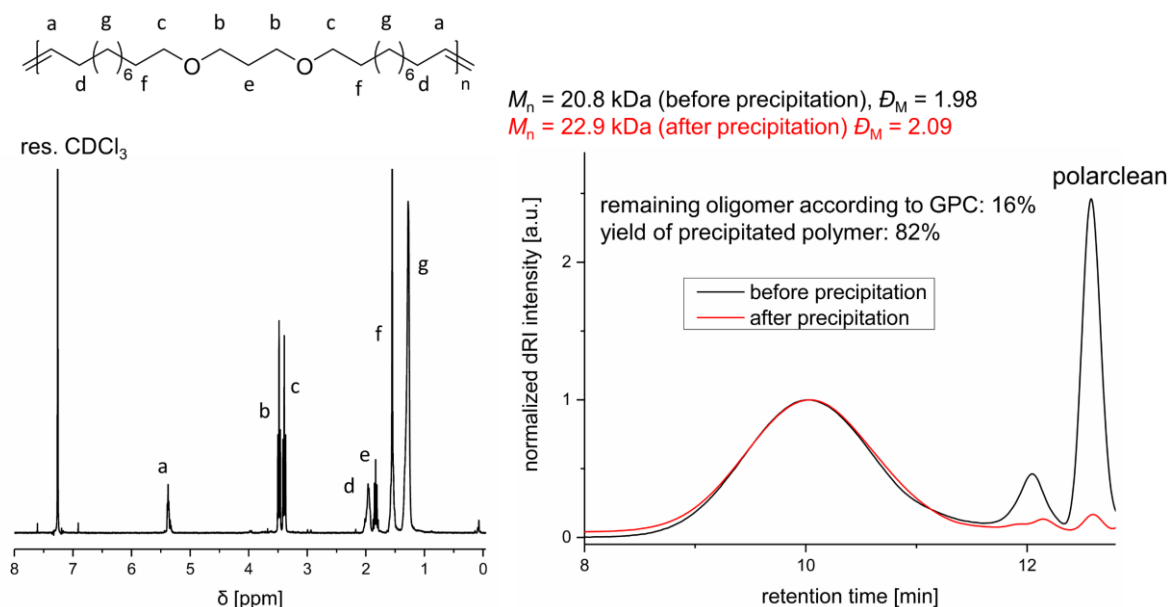 a g c b b c g a
O O
6 6
d f e f d n
res. CDCl₃
a
b
c
d
e
f
g
8 7 6 5 4 3 2 1 0
δ [ppm]
Mn = 20.8 kDa (before precipitation), ĐM = 1.98
Mn = 22.9 kDa (after precipitation) ĐM = 2.09
polarclean
remaining oligomer according to GPC: 16%
yield of precipitated polymer: 82%
before precipitation
after precipitation
normalized dRI intensity [a.u.]
2
1
0
8 10 12
retention time [min]